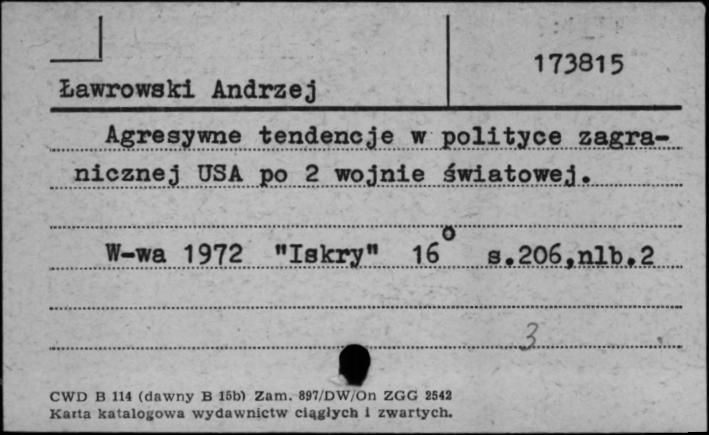 173815
Ławrowski Andrzej
Agresywne tendencje w polityce zagra-
nicznej USA po 2 wojnie światowej.
W-wa 1972 "Iskry" 16° s.206,nlb.2
3
CWD B 114 (dawny B 15b) Zam. 897/DW/On ZGG 2542
Karta katalogowa wydawnictw ciągłych i zwartych.